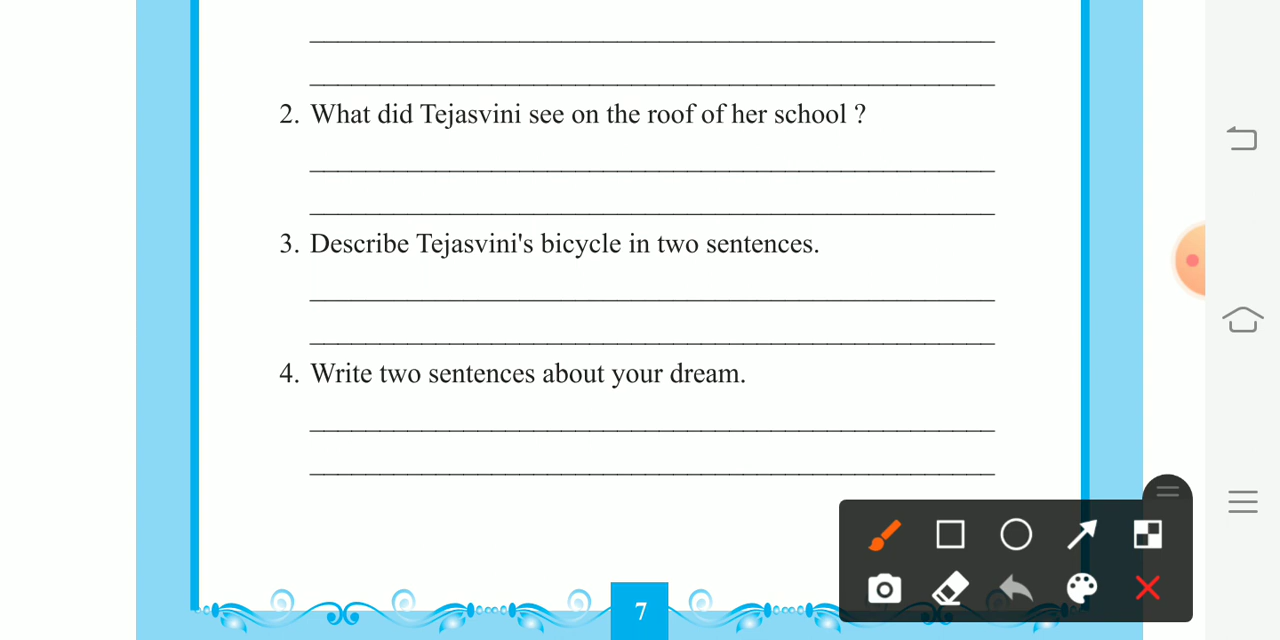 2. What did Tejasvini see on the roof of her school ?
3. Describe Tejasvini's bicycle in two sentences.
4. Write two sentences about your dream.
7